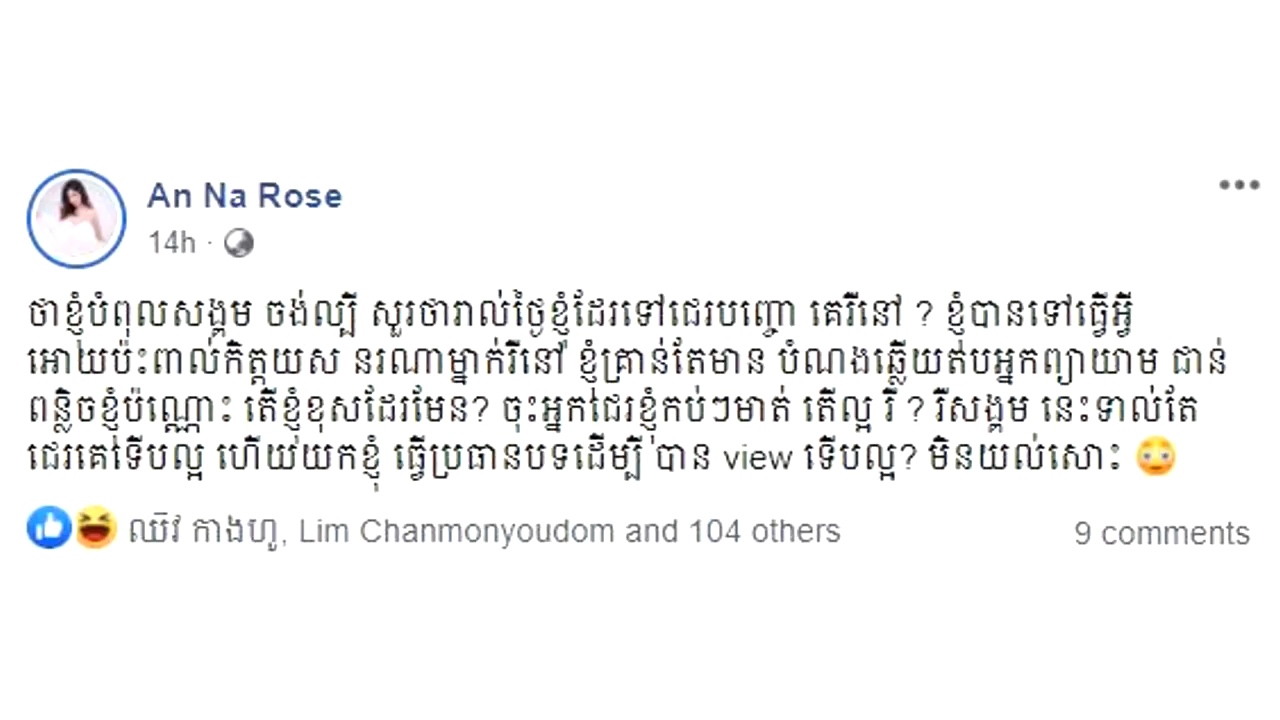 An Na Rose
14h ·
ថាខ្ញុំបំពុលសង្គម ចង់ល្បី សួរថារាល់ថ្ងៃខ្ញុំដែរទៅជេរបញ្ចោ គេរឺនៅ ? ខ្ញុំបានទៅធ្វើអ្វី
អោយប៉ះពាល់កិត្តយស នរណាម្នាក់រឺនៅ ខ្ញុំគ្រាន់តែមាន បំណងឆ្លើយតបអ្នកព្យាយាម ជាន់
ពន្លិចខ្ញុំប៉ណ្ណោះ តើខ្ញុំខុសដែរមែន? ចុះអ្នកជេរខ្ញុំកប់ៗមាត់ តើល្អ រឺ ? រឺសង្គម នេះទាល់តែ
ជេរគេទើបល្អ ហើយយកខ្ញុំ ធ្វើប្រធានបទដើម្បី បាន view ទើបល្អ? មិនយល់សោះ 😳
ឈ៊ីវ កាងហូ, Lim Chanmonyoudom and 104 others
9 comments